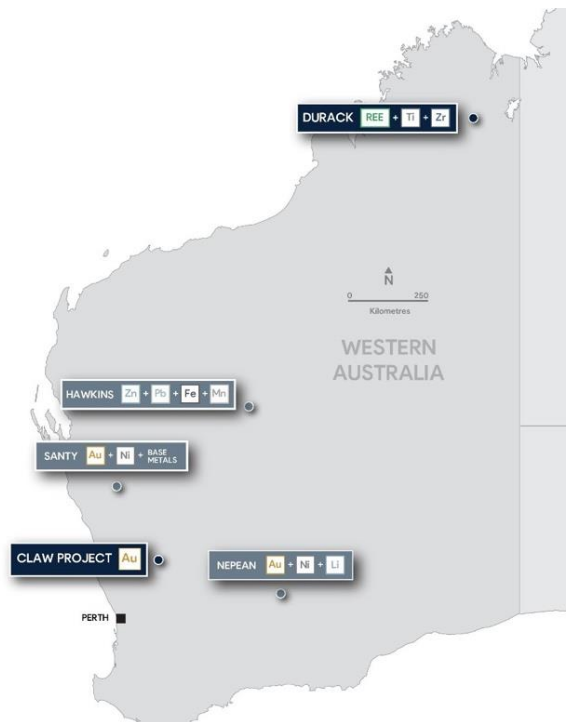 DURACK REE + Ti + Zr
N
0 250
Kilometres
WESTERN
AUSTRALIA
HAWKINS Zn + Pb + Fe + Mn
SANTY Au + Ni + BASE
METALS
CLAW PROJECT Au
NEPEAN Au + Ni + Li
PERTH